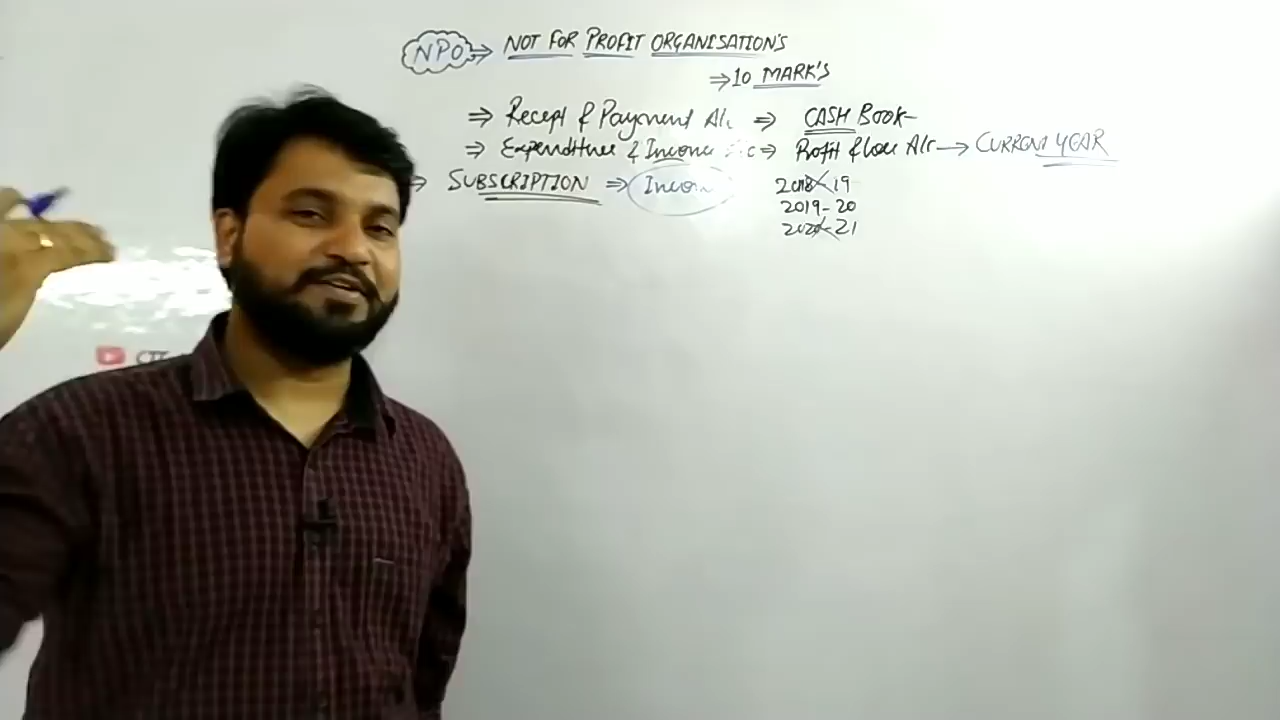 NPO ⇒ NOT FOR PROFIT ORGANISATION'S
⇒ 10 MARK'S
⇒ Recept & Payment A/c ⇒ CASH Book
⇒ Expenditure & Income A/c ⇒ Profit & Loss A/c → CURRENT YEAR
⇒ SUBSCRIPTION ⇒ Income
2018-19
2019-20
2020-21